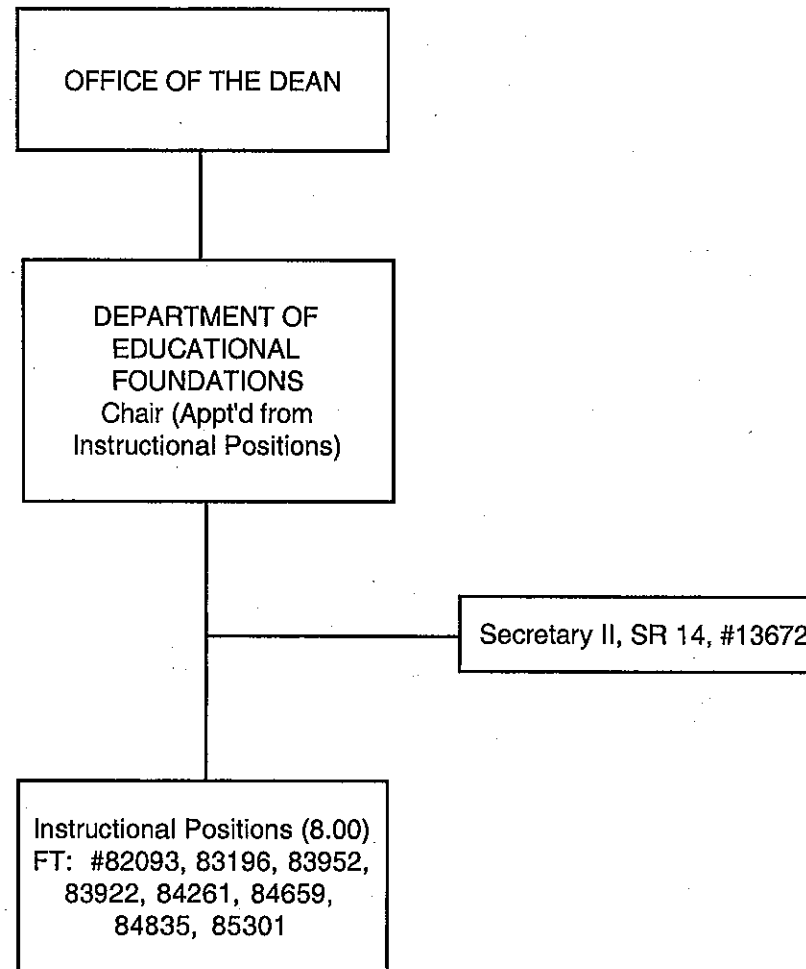 OFFICE OF THE DEAN
DEPARTMENT OF
EDUCATIONAL
FOUNDATIONS
Chair (Appt'd from
Instructional Positions)
Secretary II, SR 14, #13672
Instructional Positions (8.00)
FT: #82093, 83196, 83952,
83922, 84261, 84659,
84835, 85301